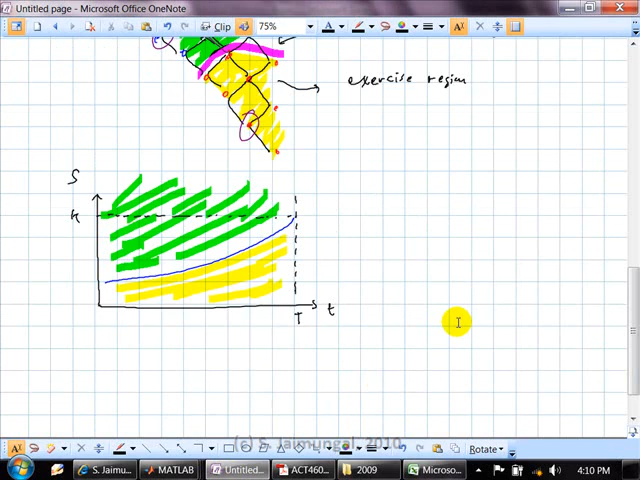 Untitled page - Microsoft Office OneNote
Clip
75%
exercise region
S
K
t
T
(c) S. Jaimungal, 2010
Rotate
S. Jaimu...
MATLAB
Untitled...
ACT460...
2009
Microso...
4:10 PM